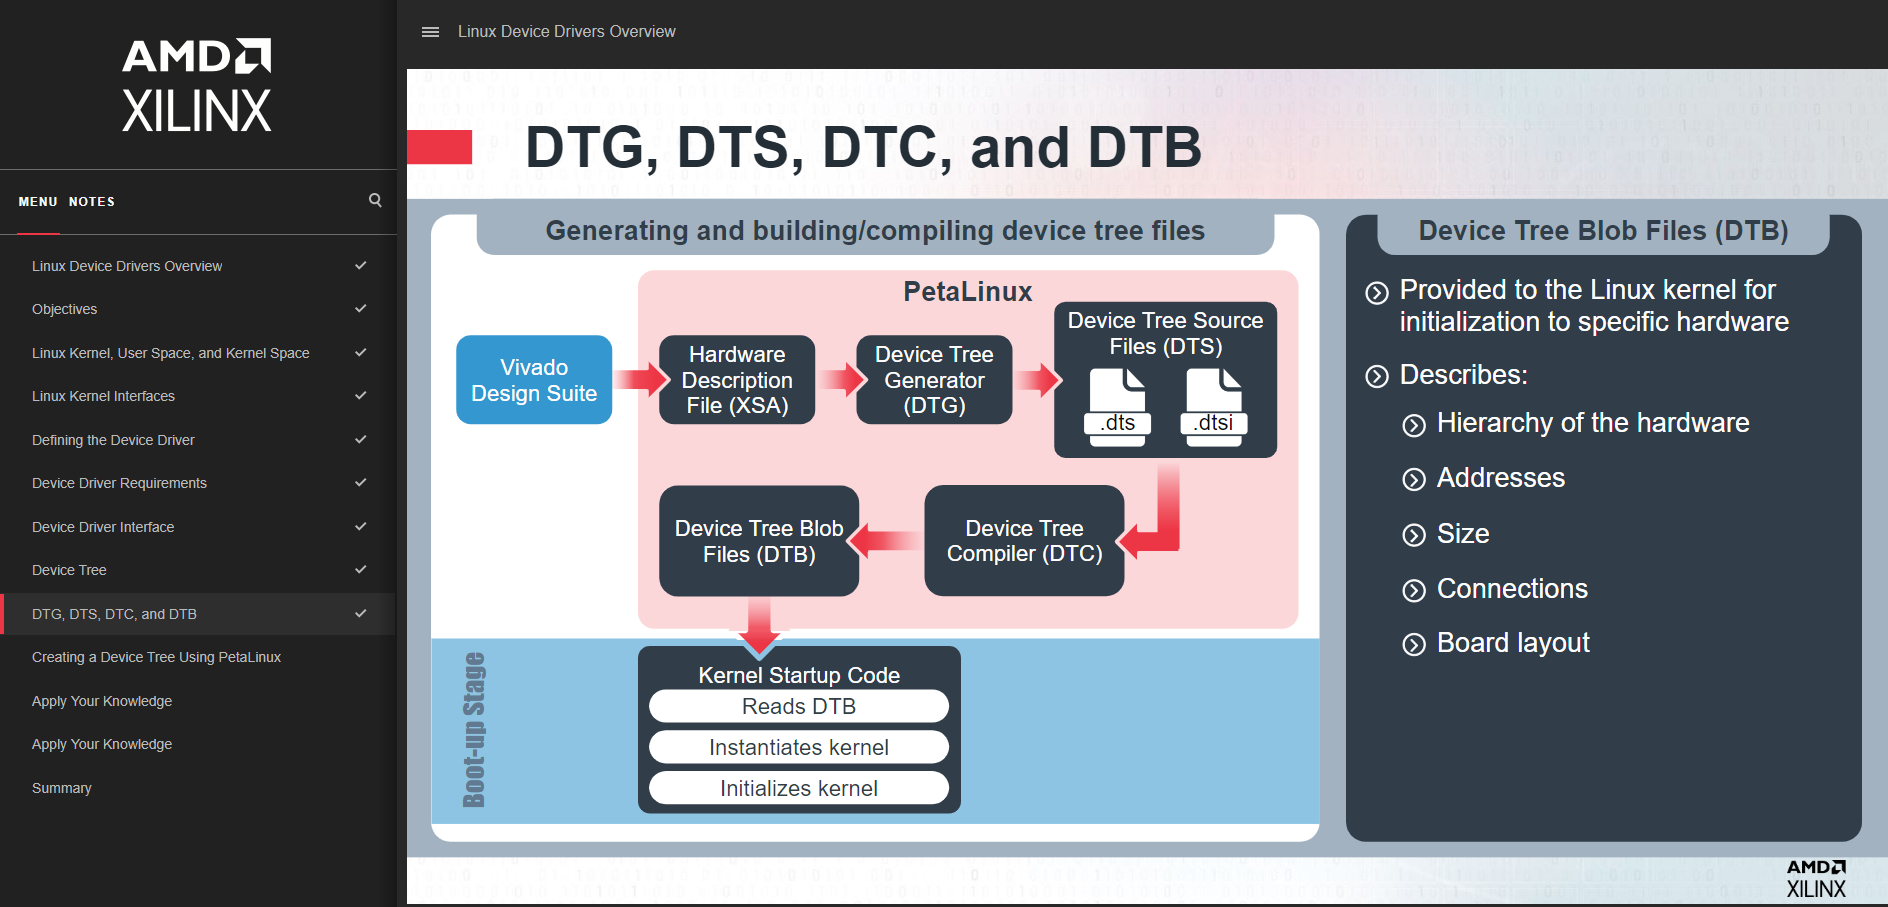 AMD
XILINX
MENU NOTES
Linux Device Drivers Overview
Objectives
Linux Kernel, User Space, and Kernel Space
Linux Kernel Interfaces
Defining the Device Driver
Device Driver Requirements
Device Driver Interface
Device Tree
DTG, DTS, DTC, and DTB
Creating a Device Tree Using PetaLinux
Apply Your Knowledge
Apply Your Knowledge
Summary
Linux Device Drivers Overview
DTG, DTS, DTC, and DTB
Generating and building/compiling device tree files
PetaLinux
Vivado
Design Suite
Hardware
Description
File (XSA)
Device Tree
Generator
(DTG)
Device Tree Source
Files (DTS)
.dts
.dtsi
Device Tree
Compiler (DTC)
Device Tree Blob
Files (DTB)
Boot-up Stage
Kernel Startup Code
Reads DTB
Instantiates kernel
Initializes kernel
Device Tree Blob Files (DTB)
Provided to the Linux kernel for
initialization to specific hardware
Describes:
Hierarchy of the hardware
Addresses
Size
Connections
Board layout
AMD
XILINX